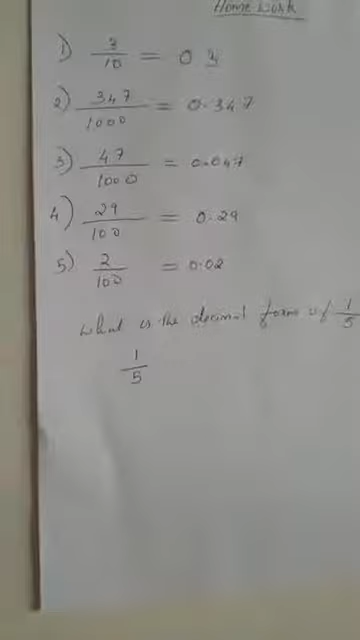 Home work
1) 3/10 = 0.3
2) 347/1000 = 0.347
3) 47/1000 = 0.047
4) 29/100 = 0.29
5) 2/100 = 0.02
what is the decimal form of 1/5
1/5